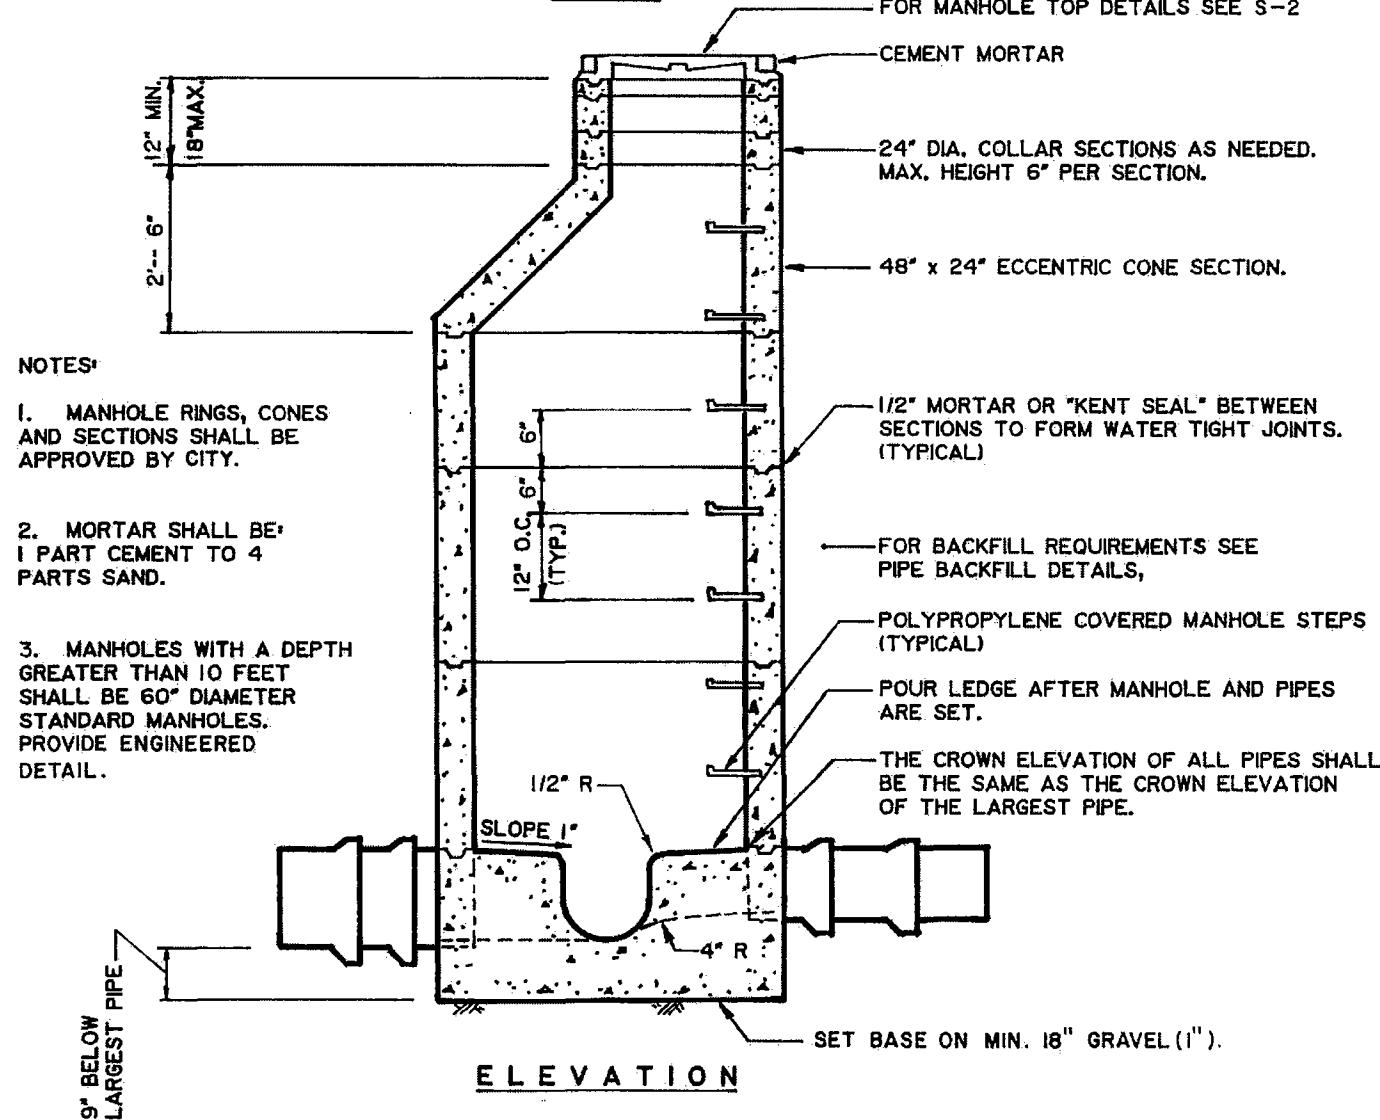 FOR MANHOLE TOP DETAILS SEE S-2
CEMENT MORTAR
12" MIN.
18"MAX.
24" DIA. COLLAR SECTIONS AS NEEDED.
MAX. HEIGHT 6" PER SECTION.
2'-- 6"
48" x 24" ECCENTRIC CONE SECTION.
NOTES:
1. MANHOLE RINGS, CONES
AND SECTIONS SHALL BE
APPROVED BY CITY.
2. MORTAR SHALL BE:
1 PART CEMENT TO 4
PARTS SAND.
3. MANHOLES WITH A DEPTH
GREATER THAN 10 FEET
SHALL BE 60" DIAMETER
STANDARD MANHOLES.
PROVIDE ENGINEERED
DETAIL.
6"
6"
12" O.C.
(TYP.)
1/2" MORTAR OR "KENT SEAL" BETWEEN
SECTIONS TO FORM WATER TIGHT JOINTS.
(TYPICAL)
FOR BACKFILL REQUIREMENTS SEE
PIPE BACKFILL DETAILS,
POLYPROPYLENE COVERED MANHOLE STEPS
(TYPICAL)
POUR LEDGE AFTER MANHOLE AND PIPES
ARE SET.
THE CROWN ELEVATION OF ALL PIPES SHALL
BE THE SAME AS THE CROWN ELEVATION
OF THE LARGEST PIPE.
1/2" R
SLOPE 1"
4" R
9" BELOW
LARGEST PIPE
SET BASE ON MIN. 18" GRAVEL (1").
ELEVATION